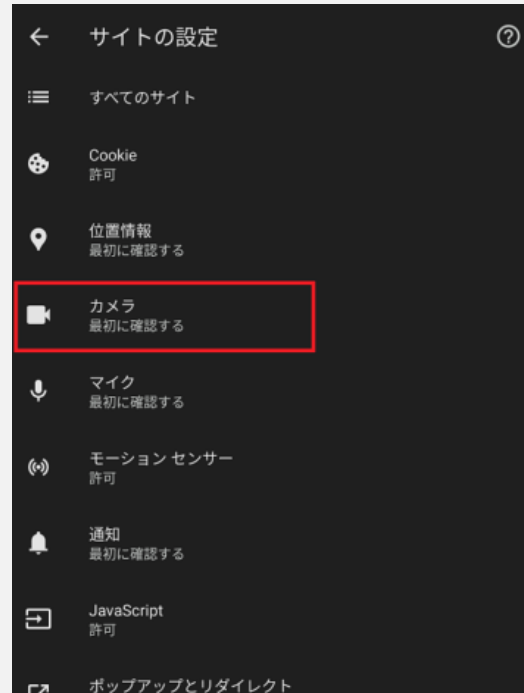 サイトの設定
すべてのサイト
Cookie
許可
位置情報
最初に確認する
カメラ
最初に確認する
マイク
最初に確認する
モーション センサー
許可
通知
最初に確認する
JavaScript
許可
ポップアップとリダイレクト